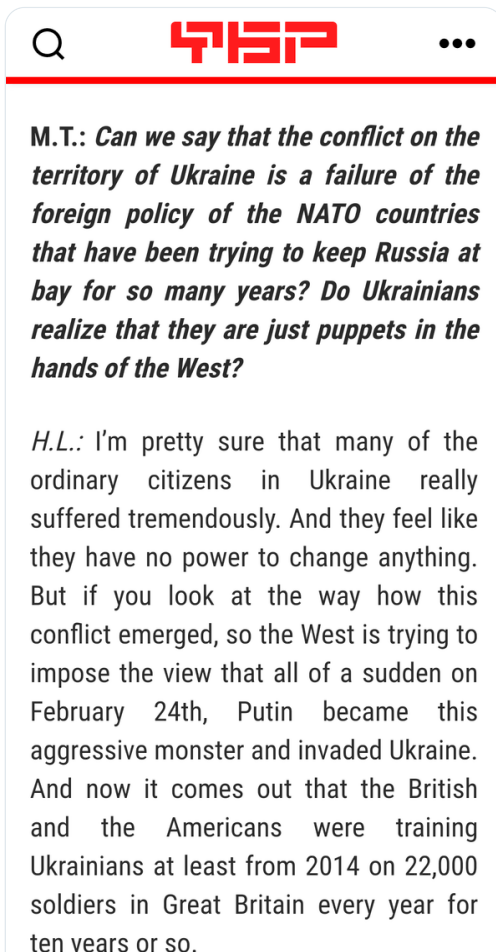 ЧБР
M.T.: Can we say that the conflict on the
territory of Ukraine is a failure of the
foreign policy of the NATO countries
that have been trying to keep Russia at
bay for so many years? Do Ukrainians
realize that they are just puppets in the
hands of the West?
H.L.: I’m pretty sure that many of the
ordinary citizens in Ukraine really
suffered tremendously. And they feel like
they have no power to change anything.
But if you look at the way how this
conflict emerged, so the West is trying to
impose the view that all of a sudden on
February 24th, Putin became this
aggressive monster and invaded Ukraine.
And now it comes out that the British
and the Americans were training
Ukrainians at least from 2014 on 22,000
soldiers in Great Britain every year for
ten years or so.